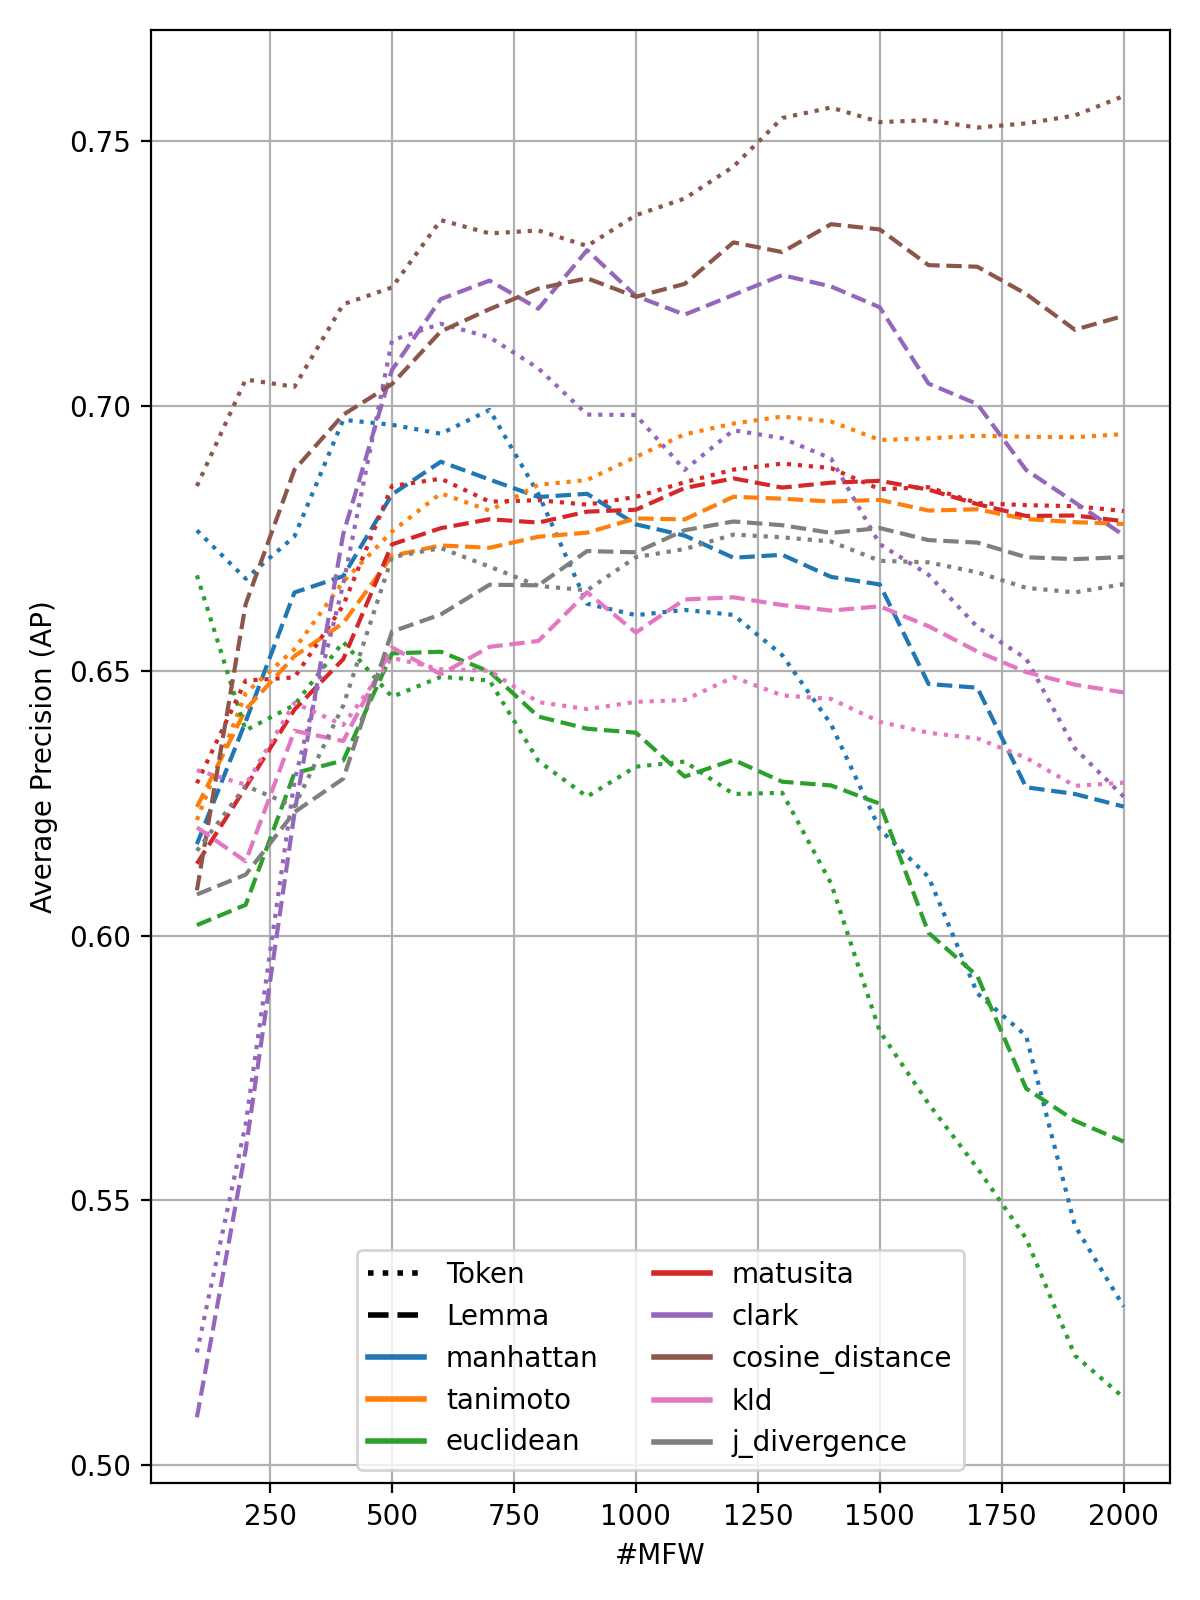 0.75
0.70
0.65
0.60
0.55
0.50
Average Precision (AP)
Token
Lemma
manhattan
tanimoto
euclidean
matusita
clark
cosine_distance
kld
j_divergence
250 500 750 1000 1250 1500 1750 2000
#MFW